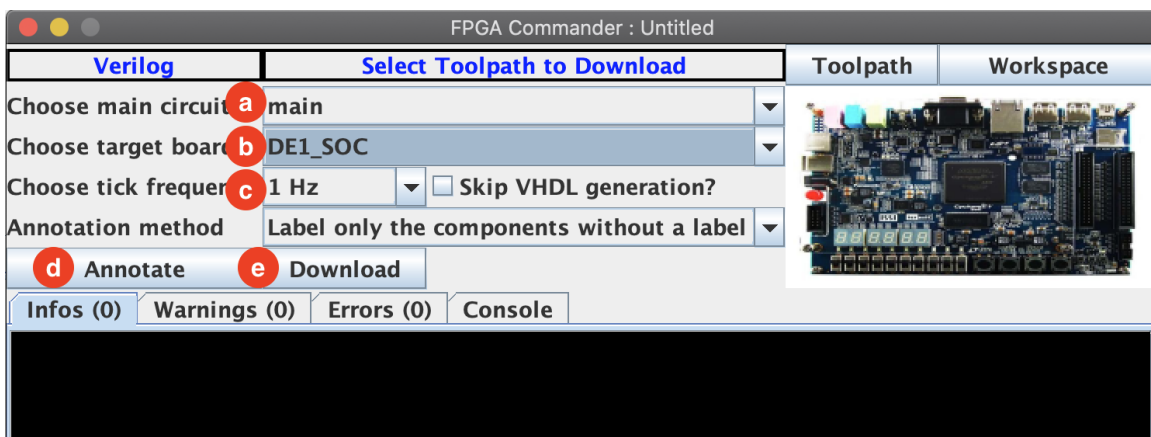 FPGA Commander : Untitled
Verilog Select Toolpath to Download Toolpath Workspace
Choose main circuit a main
Choose target boar b DE1_SOC
Choose tick frequen c 1 Hz Skip VHDL generation?
Annotation method Label only the components without a label
d Annotate e Download
Infos (0) Warnings (0) Errors (0) Console